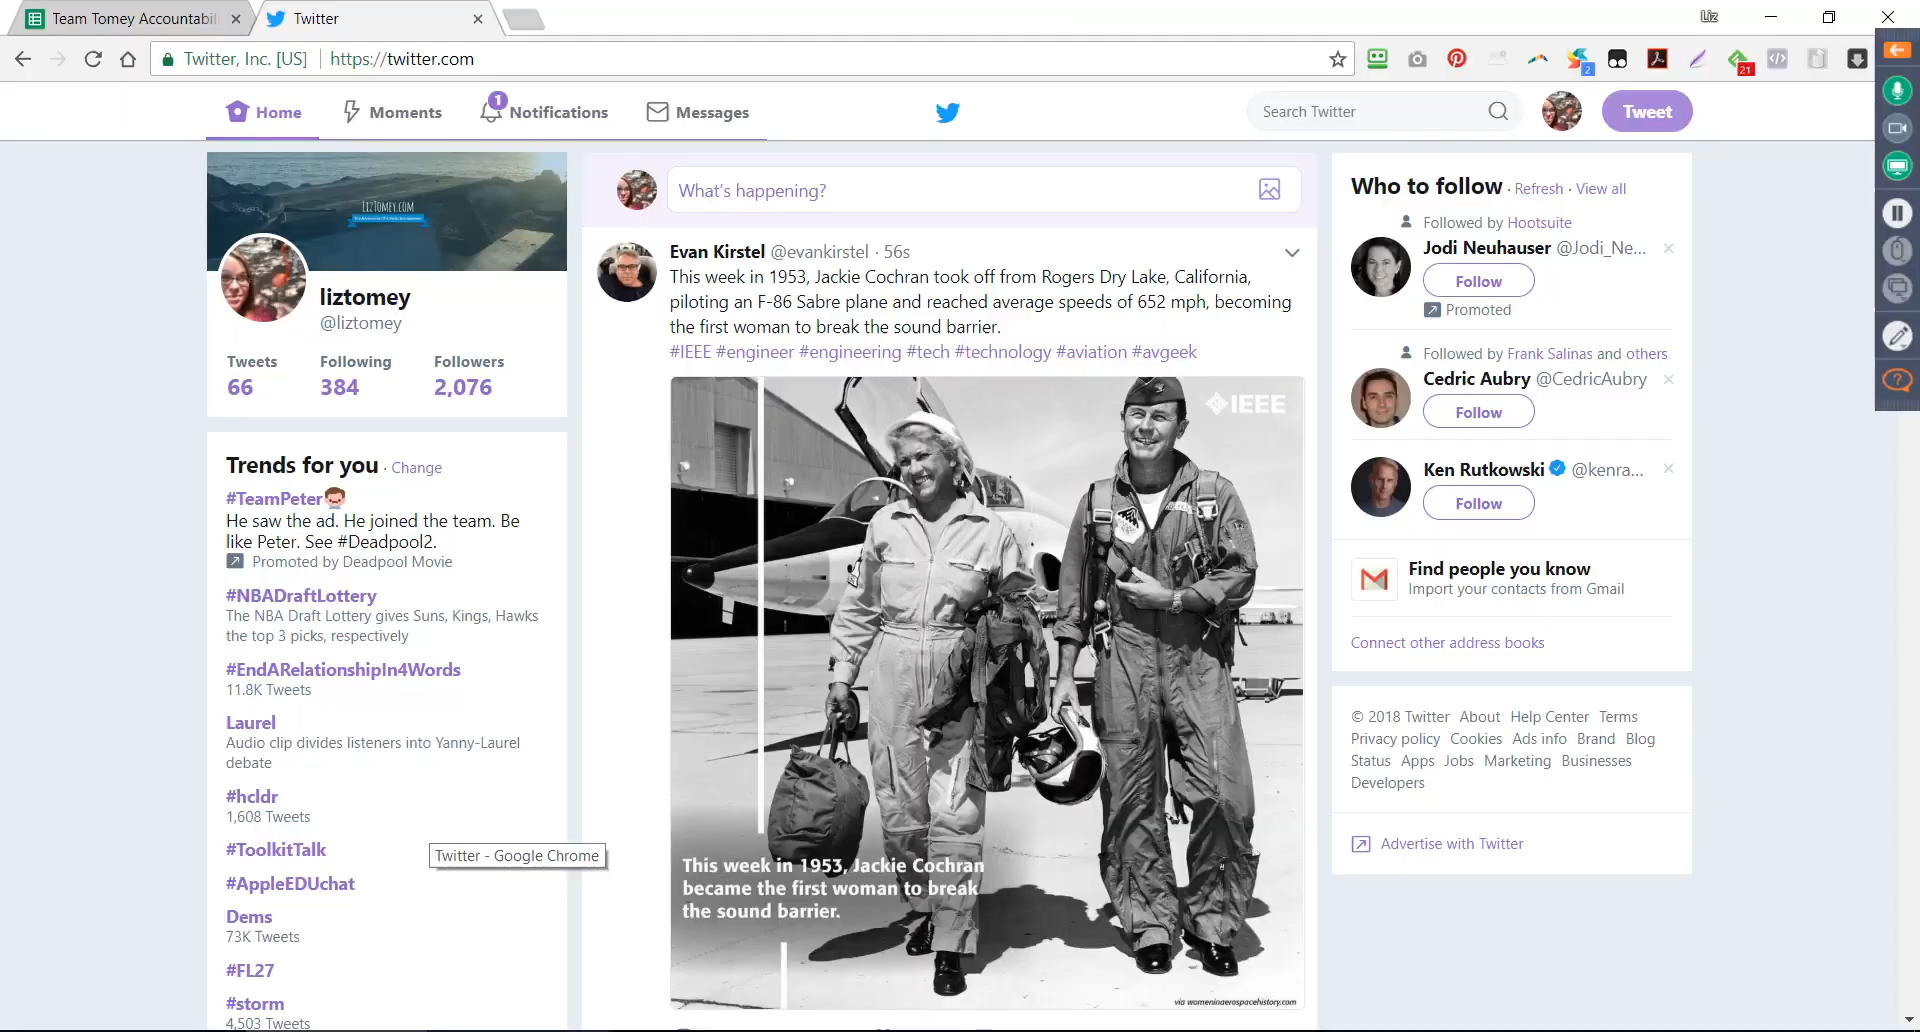 Team Tomey Accountabil
Twitter
Liz
Twitter, Inc. [US]
https://twitter.com
2
21
Home
Moments
1
Notifications
Messages
Search Twitter
Tweet
LIZTOMEY.COM
liztomey
@liztomey
Tweets Following Followers
66 384 2,076
Trends for you · Change
#TeamPeter
He saw the ad. He joined the team. Be
like Peter. See #Deadpool2.
Promoted by Deadpool Movie
#NBADraftLottery
The NBA Draft Lottery gives Suns, Kings, Hawks
the top 3 picks, respectively
#EndARelationshipIn4Words
11.8K Tweets
Laurel
Audio clip divides listeners into Yanny-Laurel
debate
#hcldr
1,608 Tweets
#ToolkitTalk
#AppleEDUchat
Dems
73K Tweets
#FL27
#storm
4,503 Tweets
Twitter - Google Chrome
What's happening?
Evan Kirstel @evankirstel · 56s
This week in 1953, Jackie Cochran took off from Rogers Dry Lake, California,
piloting an F-86 Sabre plane and reached average speeds of 652 mph, becoming
the first woman to break the sound barrier.
#IEEE #engineer #engineering #tech #technology #aviation #avgeek
IEEE
This week in 1953, Jackie Cochran
became the first woman to break
the sound barrier.
via womeninaerospacehistory.com
Who to follow · Refresh · View all
Followed by Hootsuite
Jodi Neuhauser @Jodi_Ne...
Follow
Promoted
Followed by Frank Salinas and others
Cedric Aubry @CedricAubry
Follow
Ken Rutkowski @kenra...
Follow
Find people you know
Import your contacts from Gmail
Connect other address books
© 2018 Twitter About Help Center Terms
Privacy policy Cookies Ads info Brand Blog
Status Apps Jobs Marketing Businesses
Developers
Advertise with Twitter